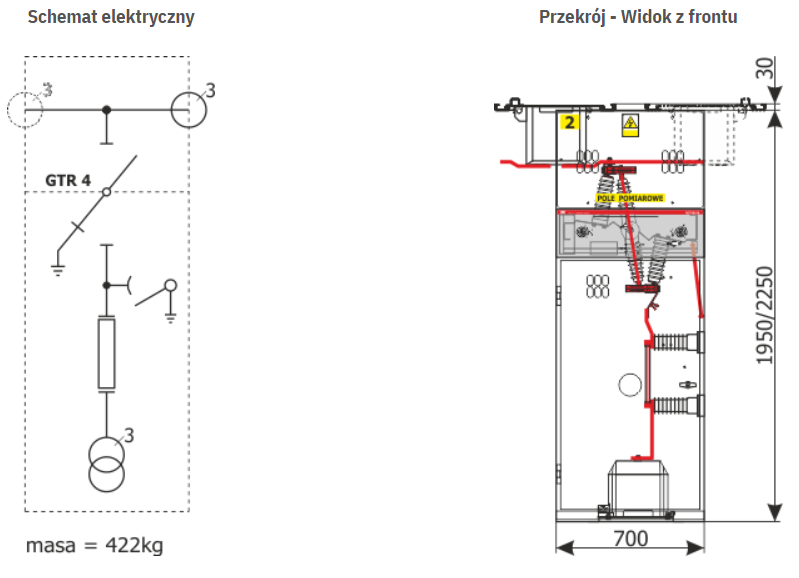 Schemat elektryczny
Przekrój - Widok z frontu
3
3
GTR 4
3
masa = 422kg
2
POLE POMIAROWE
30
1950/2250
700